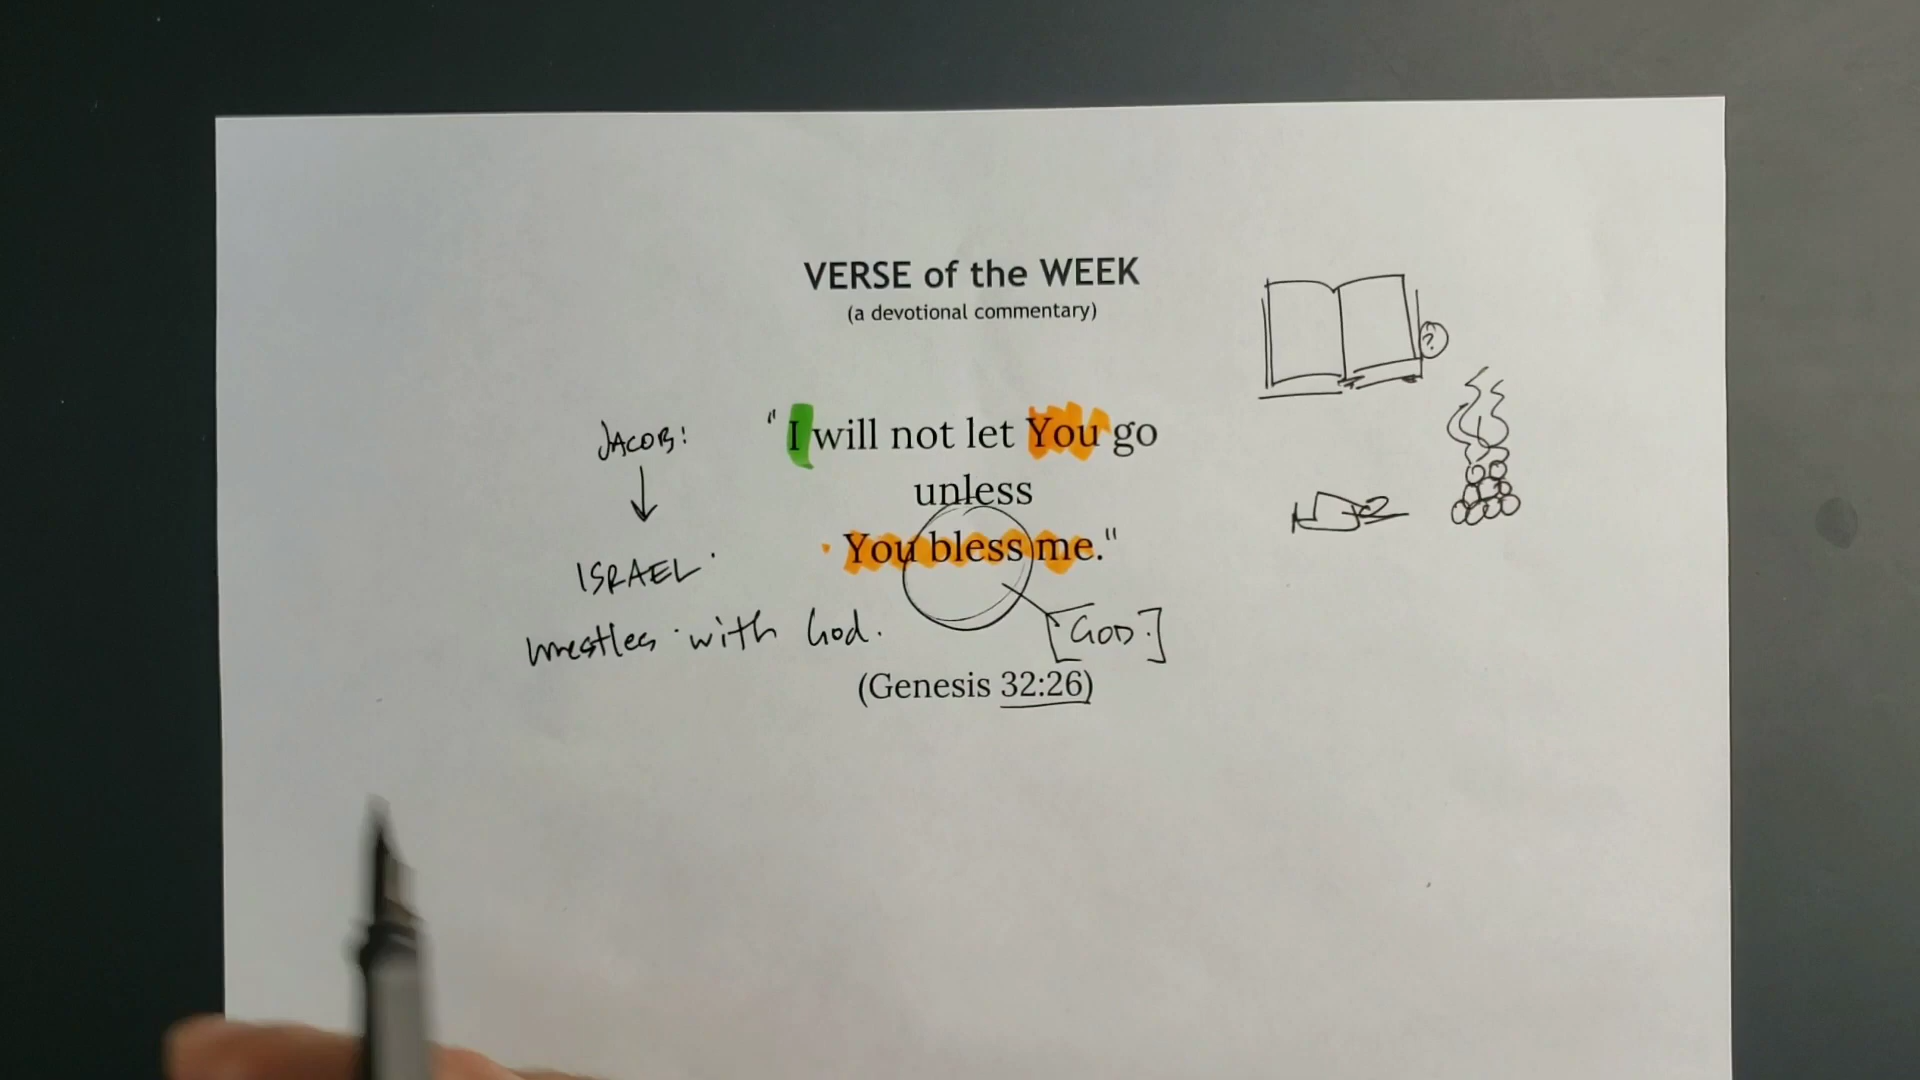 VERSE of the WEEK
(a devotional commentary)
?
JACOB:
"I will not let You go
unless
You bless me."
ISRAEL
wrestles with God.
[GOD.]
(Genesis 32:26)